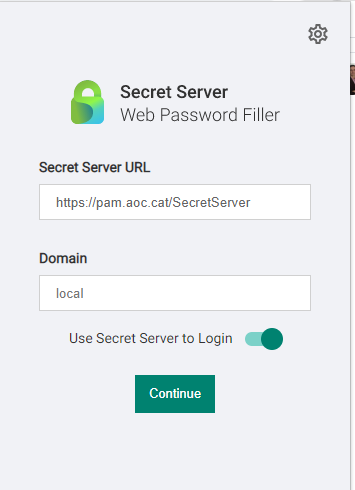 Secret Server
Web Password Filler
Secret Server URL
https://pam.aoc.cat/SecretServer
Domain
local
Use Secret Server to Login
Continue